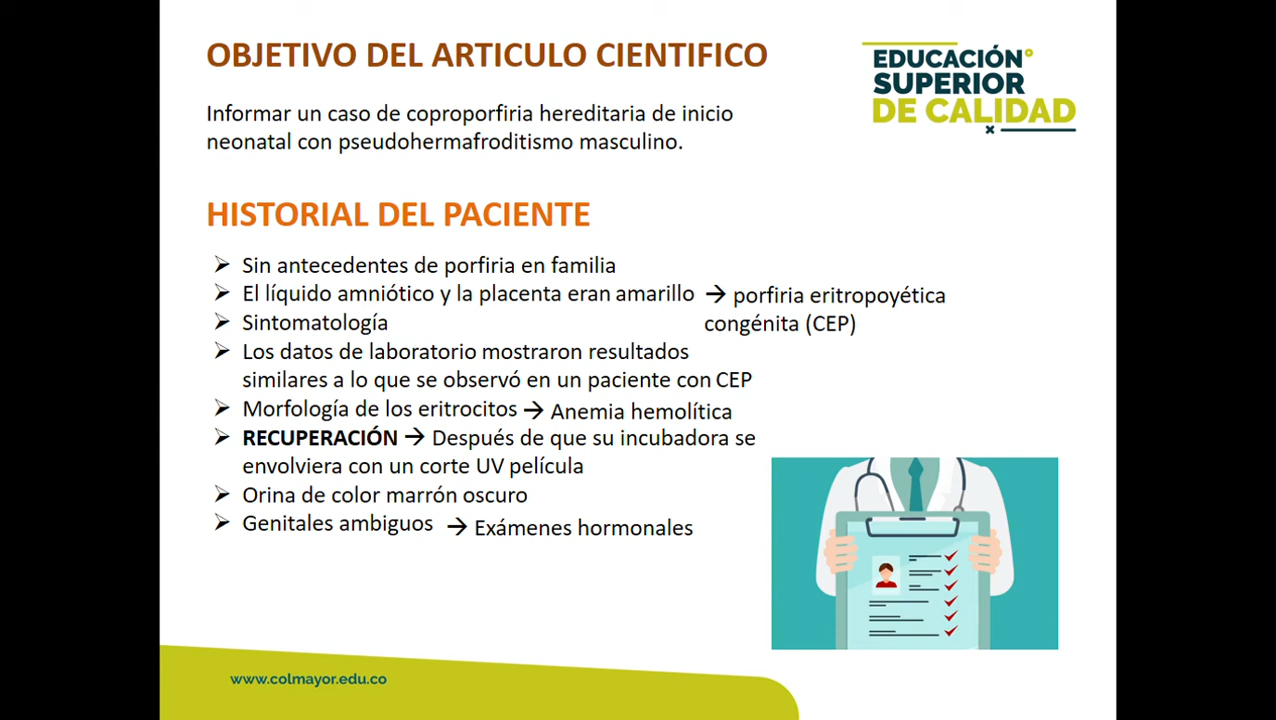 OBJETIVO DEL ARTICULO CIENTIFICO
EDUCACIÓN
SUPERIOR
DE CALIDAD
Informar un caso de coproporfiria hereditaria de inicio
neonatal con pseudohermafroditismo masculino.
HISTORIAL DEL PACIENTE
➢ Sin antecedentes de porfiria en familia
➢ El líquido amniótico y la placenta eran amarillo → porfiria eritropoyética
congénita (CEP)
➢ Sintomatología
➢ Los datos de laboratorio mostraron resultados
similares a lo que se observó en un paciente con CEP
➢ Morfología de los eritrocitos → Anemia hemolítica
➢ RECUPERACIÓN → Después de que su incubadora se
envolviera con un corte UV película
➢ Orina de color marrón oscuro
➢ Genitales ambiguos → Exámenes hormonales
www.colmayor.edu.co